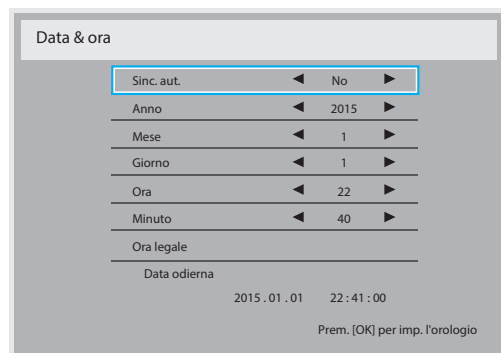 Data & ora
Sinc. aut. ◀ No ▶
Anno ◀ 2015 ▶
Mese ◀ 1 ▶
Giorno ◀ 1 ▶
Ora ◀ 22 ▶
Minuto ◀ 40 ▶
Ora legale
Data odierna
2015 . 01 . 01 22 : 41 : 00
Prem. [OK] per imp. l'orologio